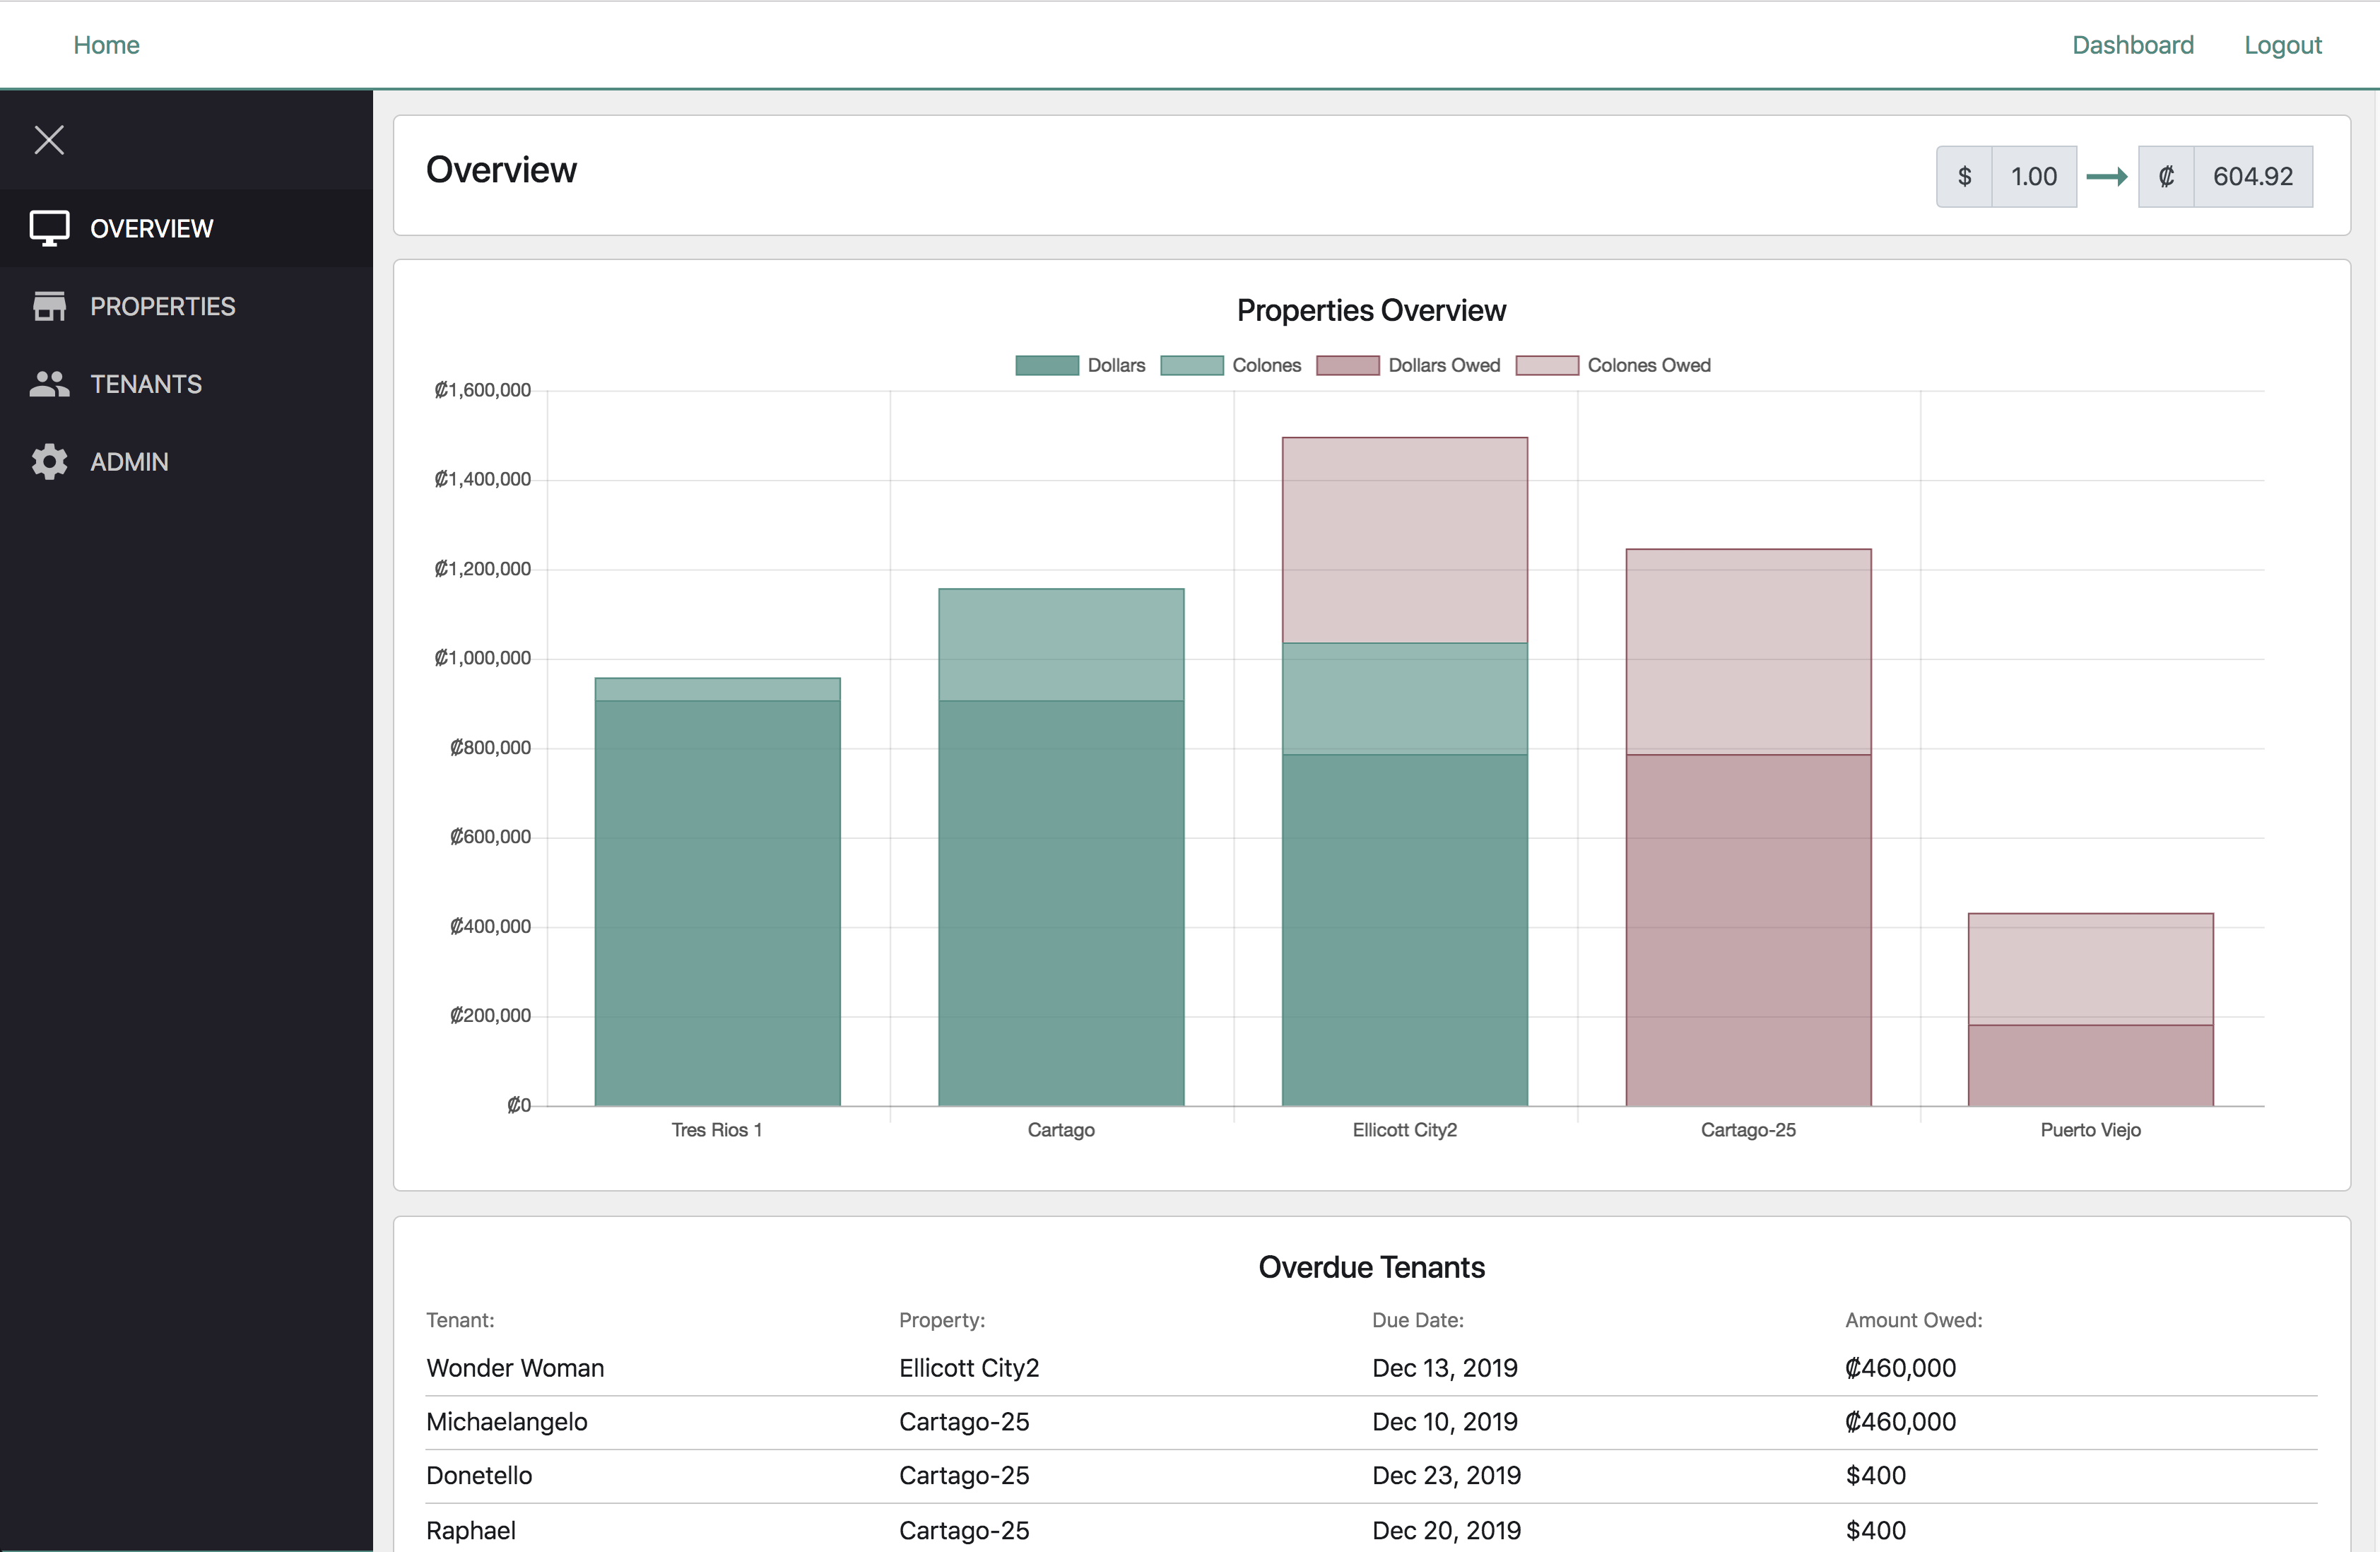 Home Dashboard Logout
OVERVIEW
PROPERTIES
TENANTS
ADMIN
Overview $ 1.00 ₡ 604.92
Properties Overview
Dollars Colones Dollars Owed Colones Owed
₡1,600,000
₡1,400,000
₡1,200,000
₡1,000,000
₡800,000
₡600,000
₡400,000
₡200,000
₡0
Tres Rios 1 Cartago Ellicott City2 Cartago-25 Puerto Viejo
Overdue Tenants
Tenant: Property: Due Date: Amount Owed:
Wonder Woman Ellicott City2 Dec 13, 2019 ₡460,000
Michaelangelo Cartago-25 Dec 10, 2019 ₡460,000
Donetello Cartago-25 Dec 23, 2019 $400
Raphael Cartago-25 Dec 20, 2019 $400